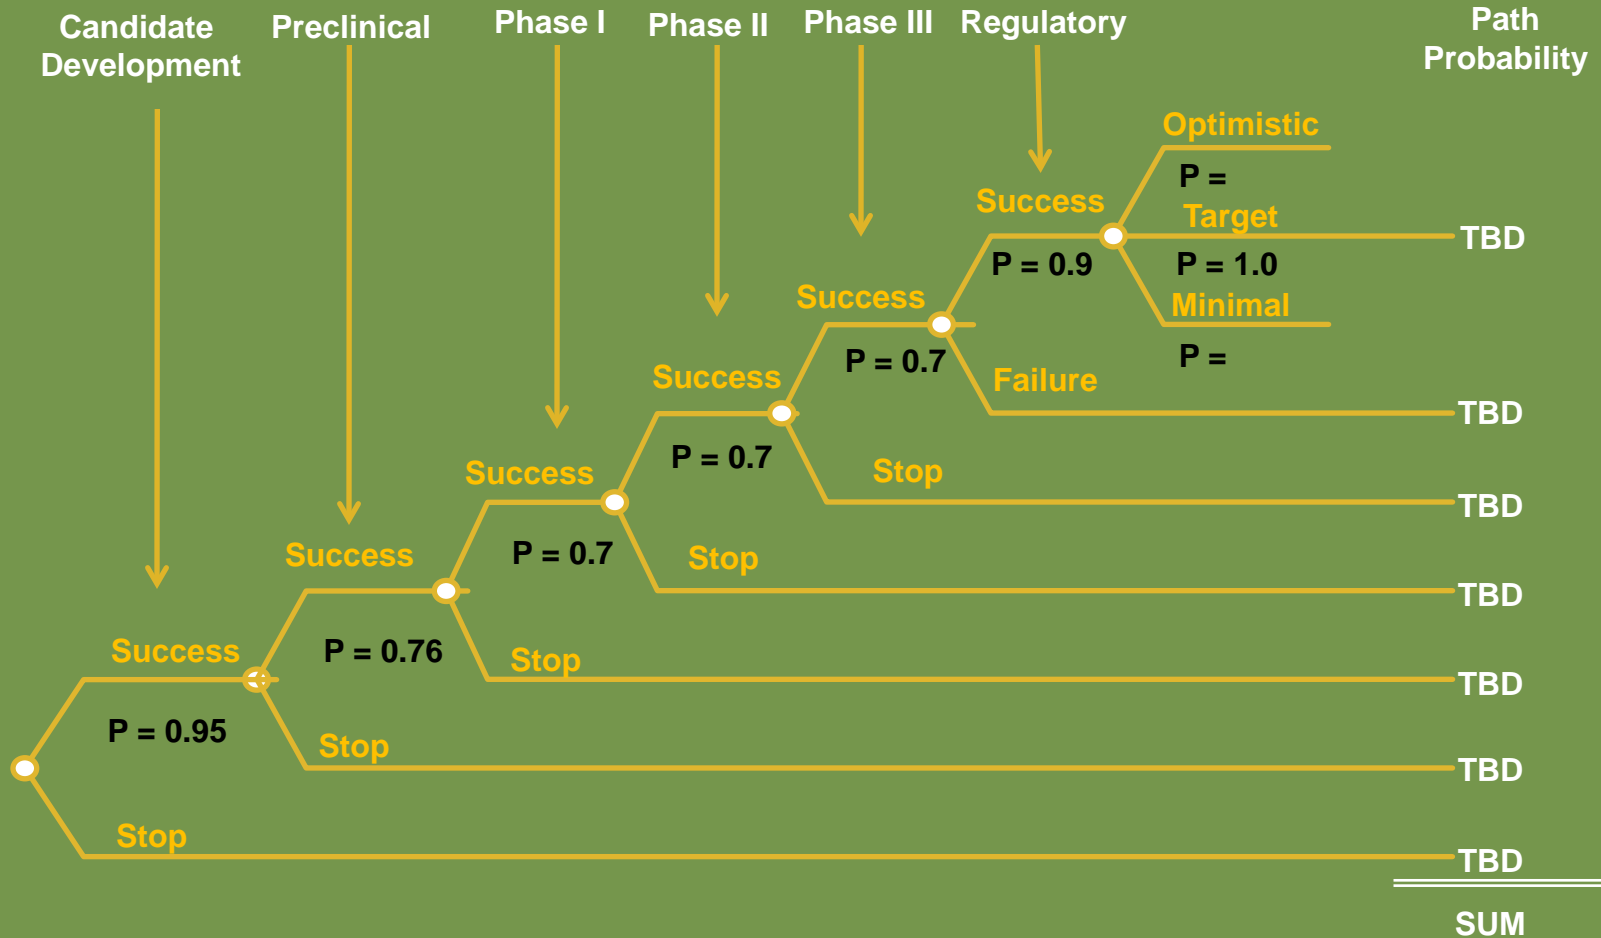 Candidate
Development
Preclinical
Phase I
Phase II
Phase III
Regulatory
Path
Probability
Optimistic
P =
Success
Target
TBD
P = 0.9
P = 1.0
Success
Minimal
P = 0.7
P =
Success
Failure
TBD
P = 0.7
Success
Stop
TBD
P = 0.7
Success
Stop
TBD
P = 0.76
Success
Stop
TBD
P = 0.95
Stop
TBD
Stop
TBD
SUM